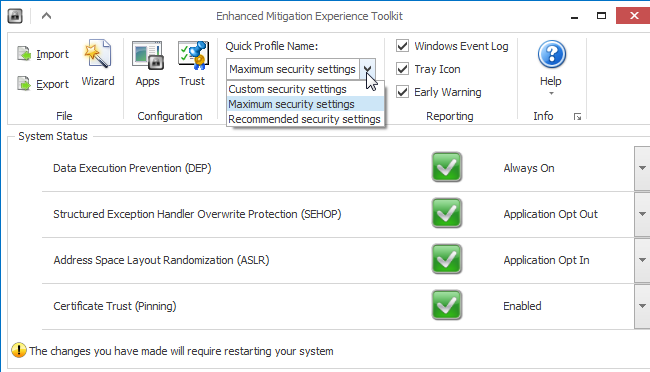 Enhanced Mitigation Experience Toolkit
Import
Export
Wizard
File
Apps
Trust
Configuration
Quick Profile Name:
Maximum security settings
Custom security settings
Maximum security settings
Recommended security settings
Windows Event Log
Tray Icon
Early Warning
Reporting
Help
Info
System Status
Data Execution Prevention (DEP) Always On
Structured Exception Handler Overwrite Protection (SEHOP) Application Opt Out
Address Space Layout Randomization (ASLR) Application Opt In
Certificate Trust (Pinning) Enabled
The changes you have made will require restarting your system